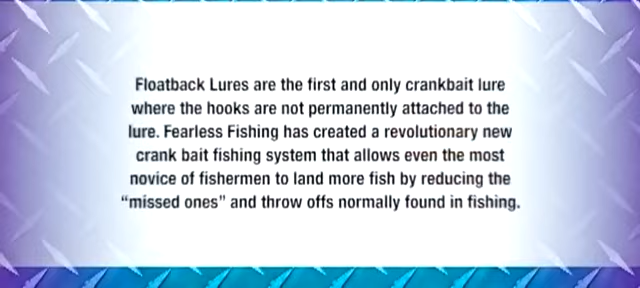 Floatback Lures are the first and only crankbait lure
where the hooks are not permanently attached to the
lure. Fearless Fishing has created a revolutionary new
crank bait fishing system that allows even the most
novice of fishermen to land more fish by reducing the
“missed ones” and throw offs normally found in fishing.